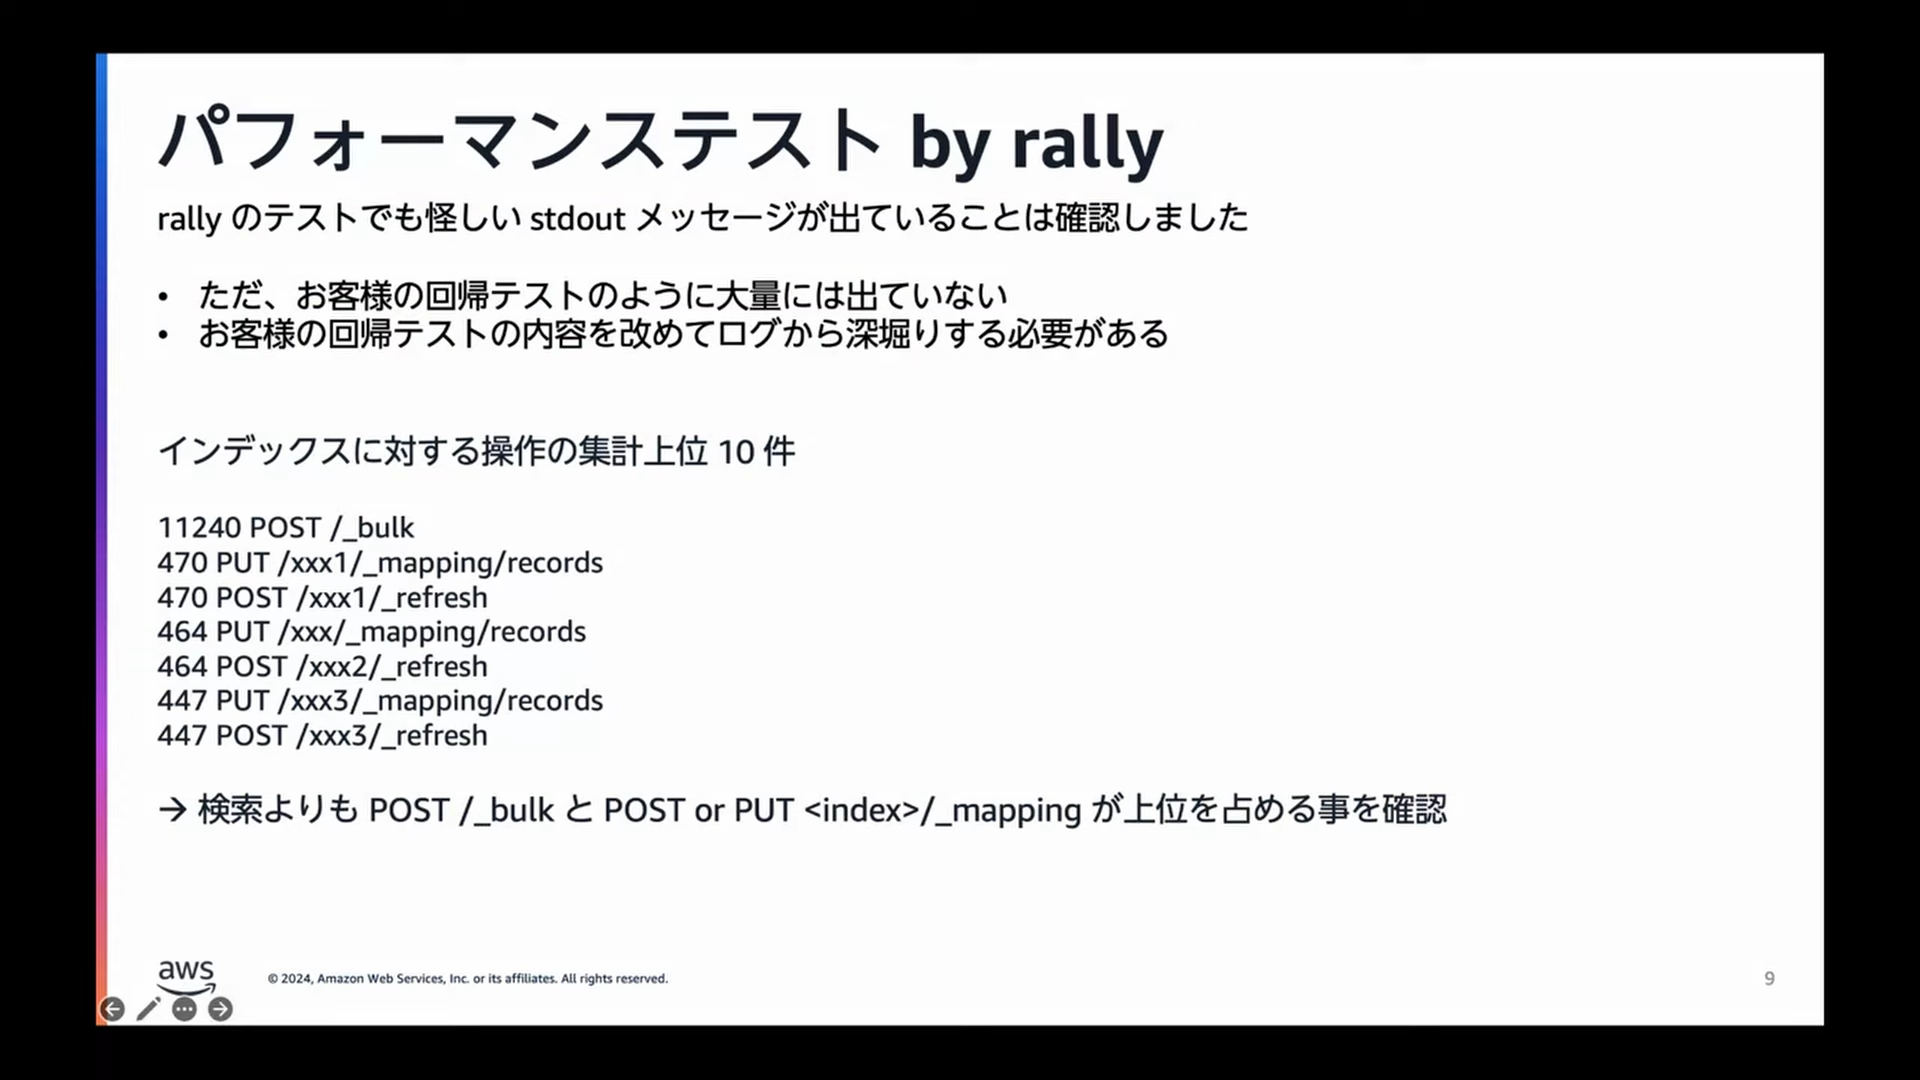 パフォーマンステスト by rally
rally のテストでも怪しい stdout メッセージが出ていることは確認しました
• ただ、お客様の回帰テストのように大量には出ていない
• お客様の回帰テストの内容を改めてログから深堀りする必要がある
インデックスに対する操作の集計上位 10 件
11240 POST /_bulk
470 PUT /xxx1/_mapping/records
470 POST /xxx1/_refresh
464 PUT /xxx/_mapping/records
464 POST /xxx2/_refresh
447 PUT /xxx3/_mapping/records
447 POST /xxx3/_refresh
→ 検索よりも POST /_bulk と POST or PUT <index>/_mapping が上位を占める事を確認
aws
© 2024, Amazon Web Services, Inc. or its affiliates. All rights reserved.
9